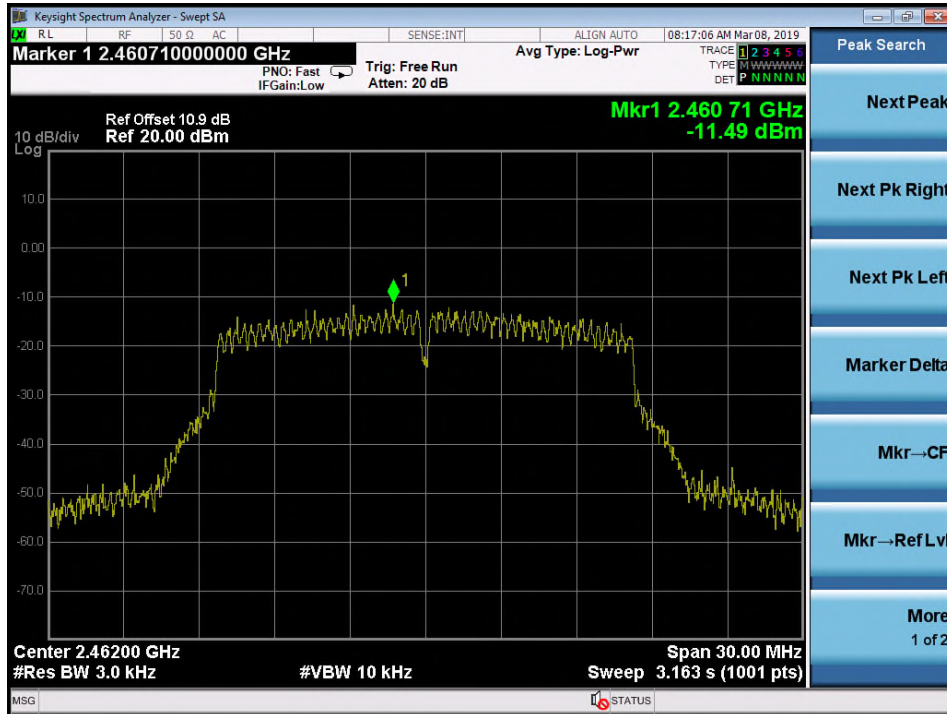 Keysight Spectrum Analyzer - Swept SA
LXI RL RF 50 Ω AC SENSE:INT ALIGN AUTO 08:17:06 AM Mar 08, 2019
Marker 1 2.460710000000 GHz
PNO: Fast
IFGain:Low
Trig: Free Run
Atten: 20 dB
Avg Type: Log-Pwr
TRACE 1 2 3 4 5 6
TYPE M W W W W W
DET P N N N N N
Peak Search
Mkr1 2.460 71 GHz
-11.49 dBm
Ref Offset 10.9 dB
10 dB/div Ref 20.00 dBm
Log
10.0
0.00
-10.0
-20.0
-30.0
-40.0
-50.0
-60.0
-70.0
1
Center 2.46200 GHz Span 30.00 MHz
#Res BW 3.0 kHz #VBW 10 kHz Sweep 3.163 s (1001 pts)
MSG STATUS
Next Peak
Next Pk Right
Next Pk Left
Marker Delta
Mkr→CF
Mkr→Ref Lvl
More
1 of 2